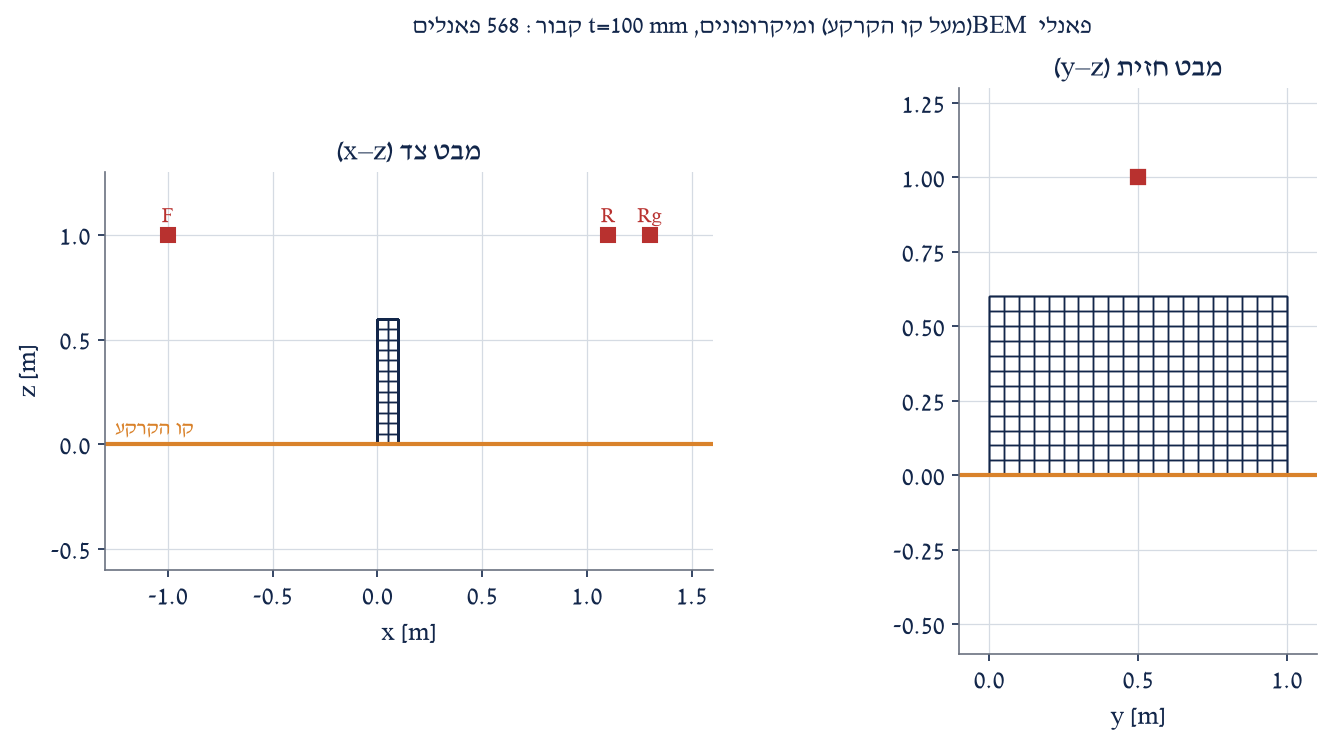 פאנלי BEM(מעל קו הקרקע) ומיקרופונים, t=100 mm קבור : 568 פאנלים
מבט צד (x–z)
F
R
Rg
1.0
0.5
0.0
-0.5
z [m]
קו הקרקע
-1.0 -0.5 0.0 0.5 1.0 1.5
x [m]
מבט חזית (y–z)
1.25
1.00
0.75
0.50
0.25
0.00
-0.25
-0.50
0.0 0.5 1.0
y [m]